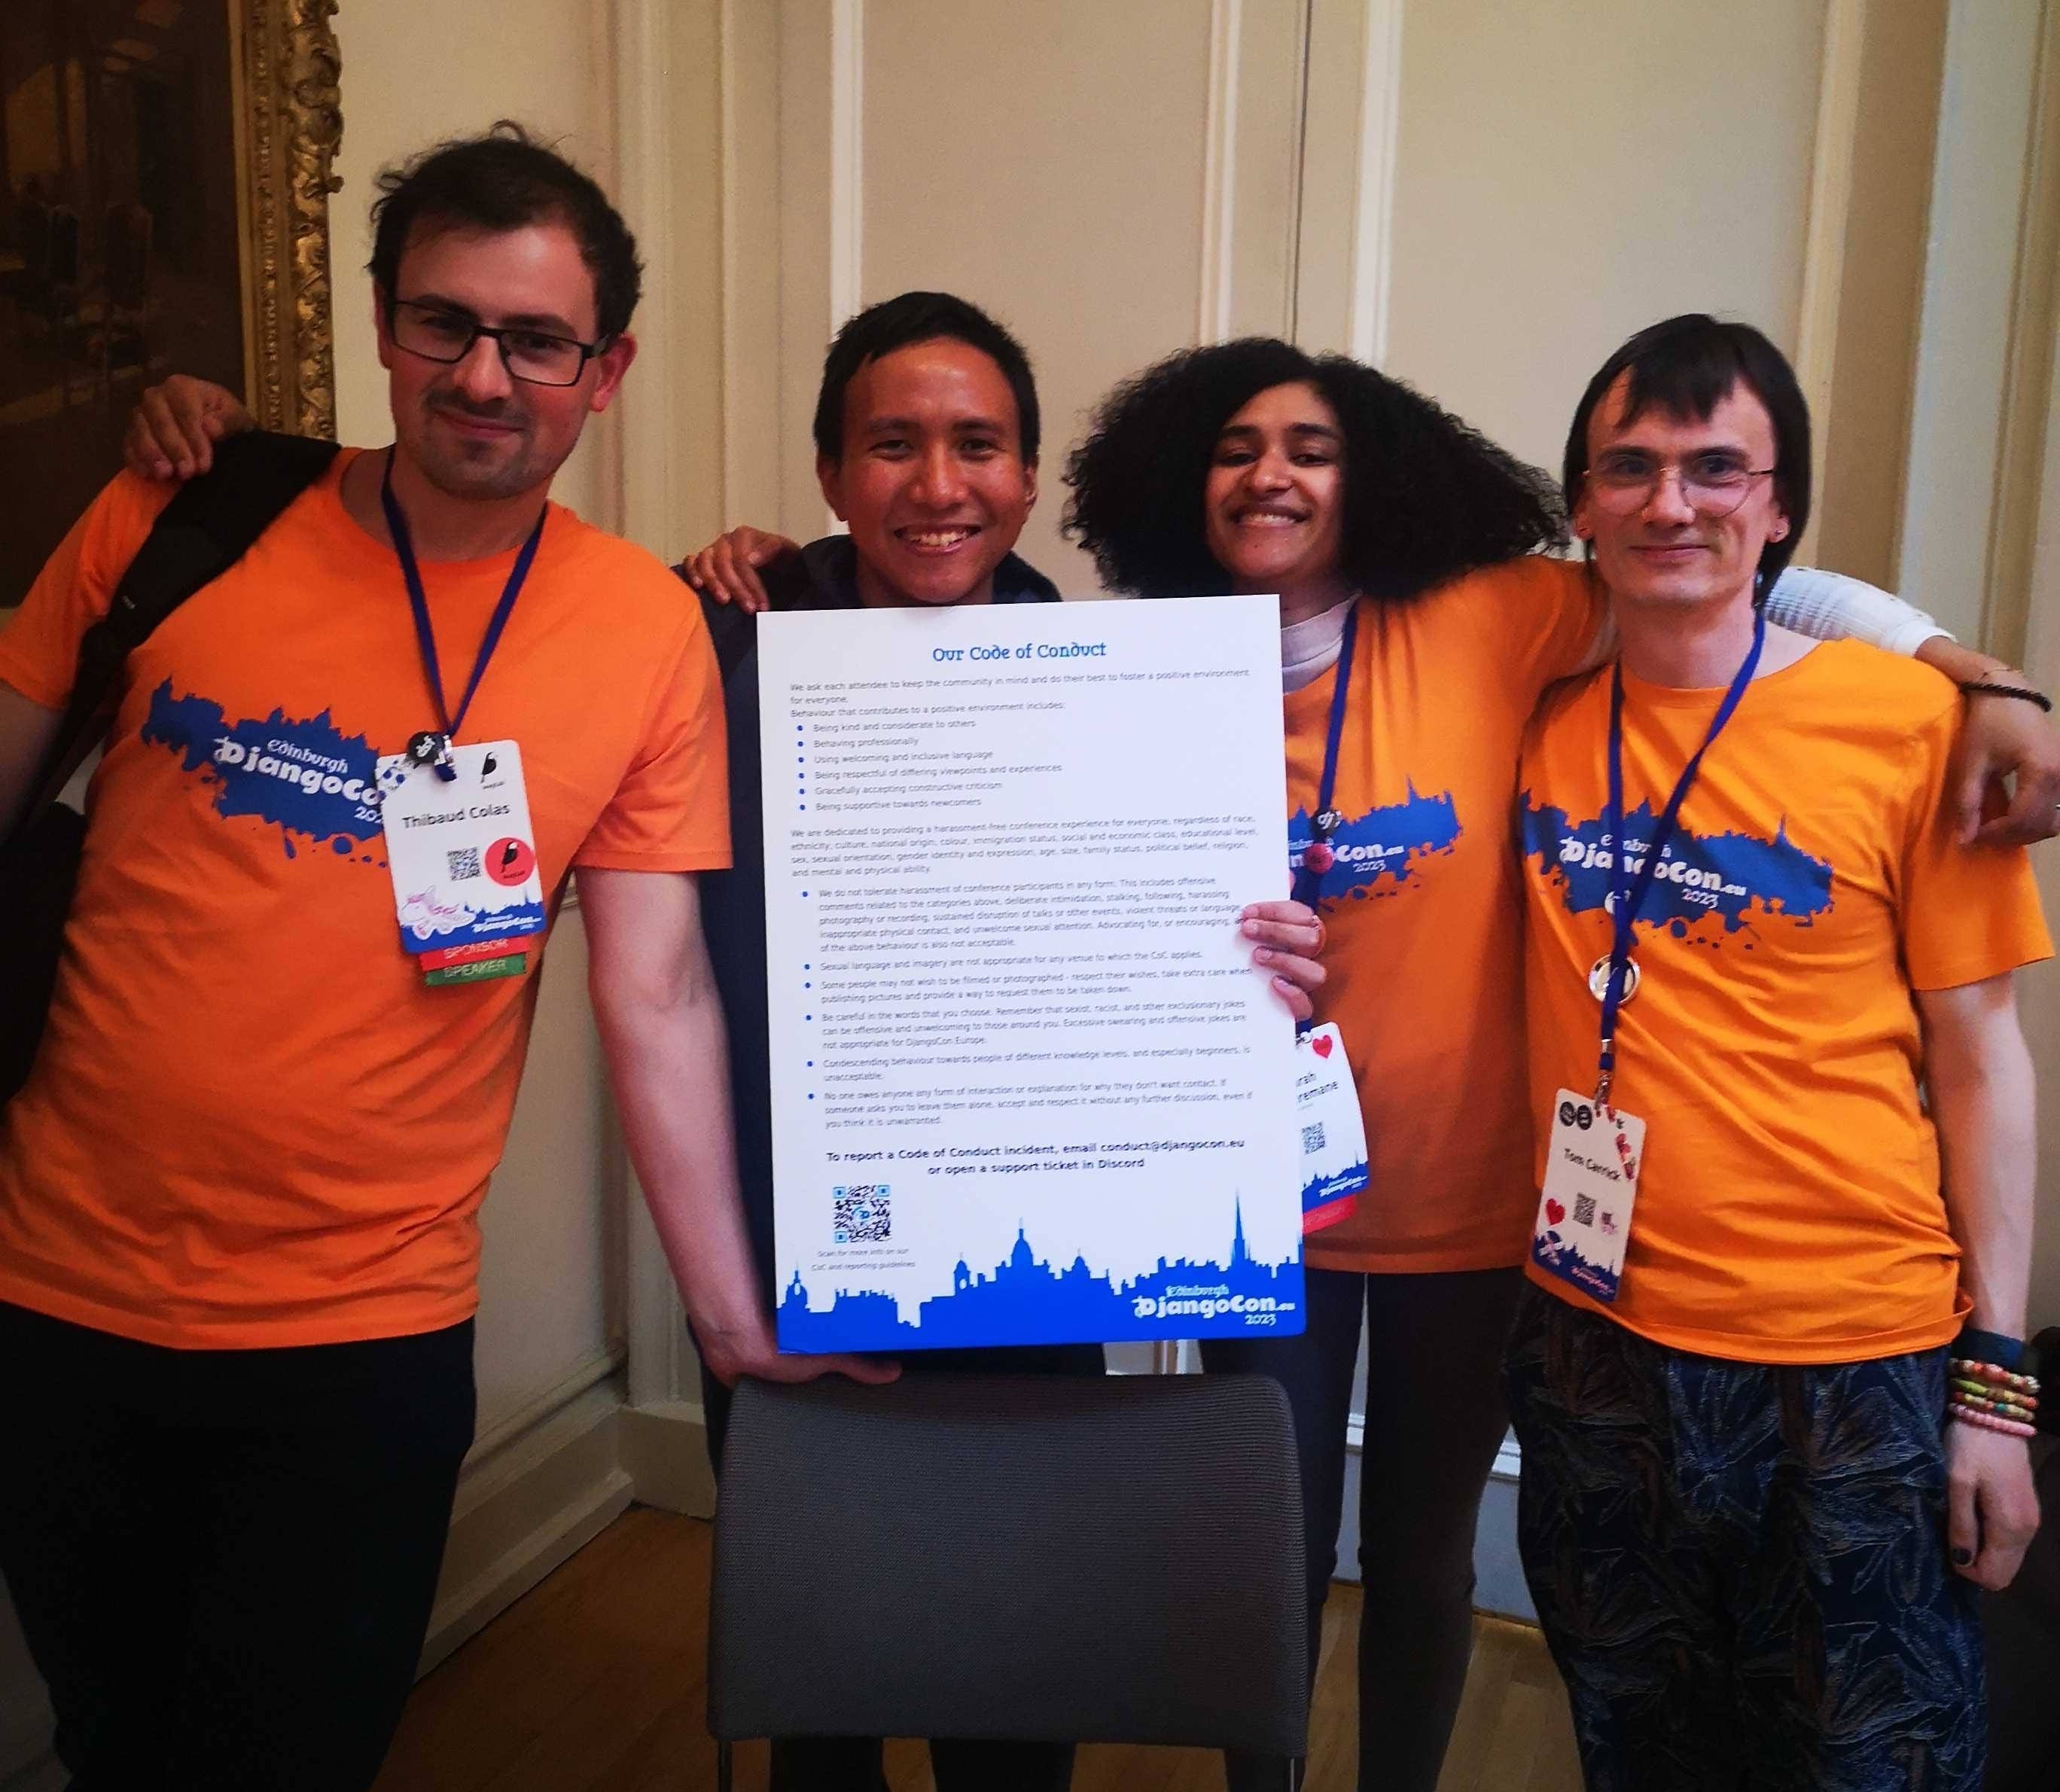 Our Code of Conduct
We ask each attendee to keep the community in mind and do their best to foster a positive environment
for everyone.
Behaviour that contributes to a positive environment includes:
Being kind and considerate to others
Behaving professionally
Using welcoming and inclusive language
Being respectful of differing viewpoints and experiences
Gracefully accepting constructive criticism
Being supportive towards newcomers
We are dedicated to providing a harassment-free conference experience for everyone, regardless of race,
ethnicity, culture, national origin, colour, immigration status, social and economic class, educational level,
sex, sexual orientation, gender identity and expression, age, size, family status, political belief, religion,
and mental and physical ability.
We do not tolerate harassment of conference participants in any form. This includes offensive
comments related to the categories above, deliberate intimidation, stalking, following, harassing
photography or recording, sustained disruption of talks or other events, violent threats or language,
inappropriate physical contact, and unwelcome sexual attention. Advocating for, or encouraging,
of the above behaviour is also not acceptable.
Sexual language and imagery are not appropriate for any venue to which the CoC applies.
Some people may not wish to be filmed or photographed - respect their wishes, take extra care when
publishing pictures and provide a way to request them to be taken down.
Be careful in the words that you choose. Remember that sexist, racist, and other exclusionary jokes
can be offensive and unwelcoming to those around you. Excessive swearing and offensive jokes are
not appropriate for DjangoCon Europe.
Condescending behaviour towards people of different knowledge levels, and especially beginners, is
unacceptable.
No one owes anyone any form of interaction or explanation for why they don't want contact. If
someone asks you to leave them alone, accept and respect it without any further discussion, even if
you think it is unwarranted.
To report a Code of Conduct incident, email conduct@djangocon.eu
or open a support ticket in Discord
Scan for more info on our
CoC and reporting guidelines
Edinburgh
DjangoCon.eu
2023
Edinburgh
DjangoCo
202
Thibaud Colas
Edinburgh
DjangoCon.eu
SPONSOR
SPEAKER
dj
nCon.eu
2023
rah
remane
Edinburgh
DjangoCon.eu
2023
Tom Carrick